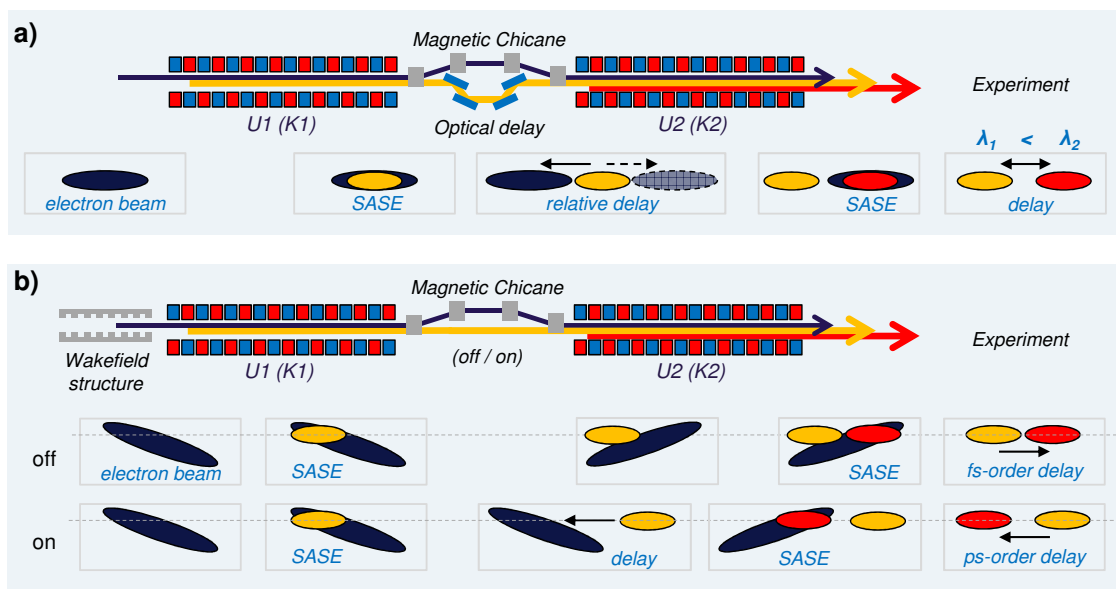 a)
Magnetic Chicane
U1 (K1)
Optical delay
U2 (K2)
Experiment
electron beam
SASE
relative delay
SASE
λ1 < λ2
delay
b)
Magnetic Chicane
Wakefield
structure
U1 (K1)
(off / on)
U2 (K2)
Experiment
off
electron beam
SASE
SASE
fs-order delay
on
SASE
delay
SASE
ps-order delay